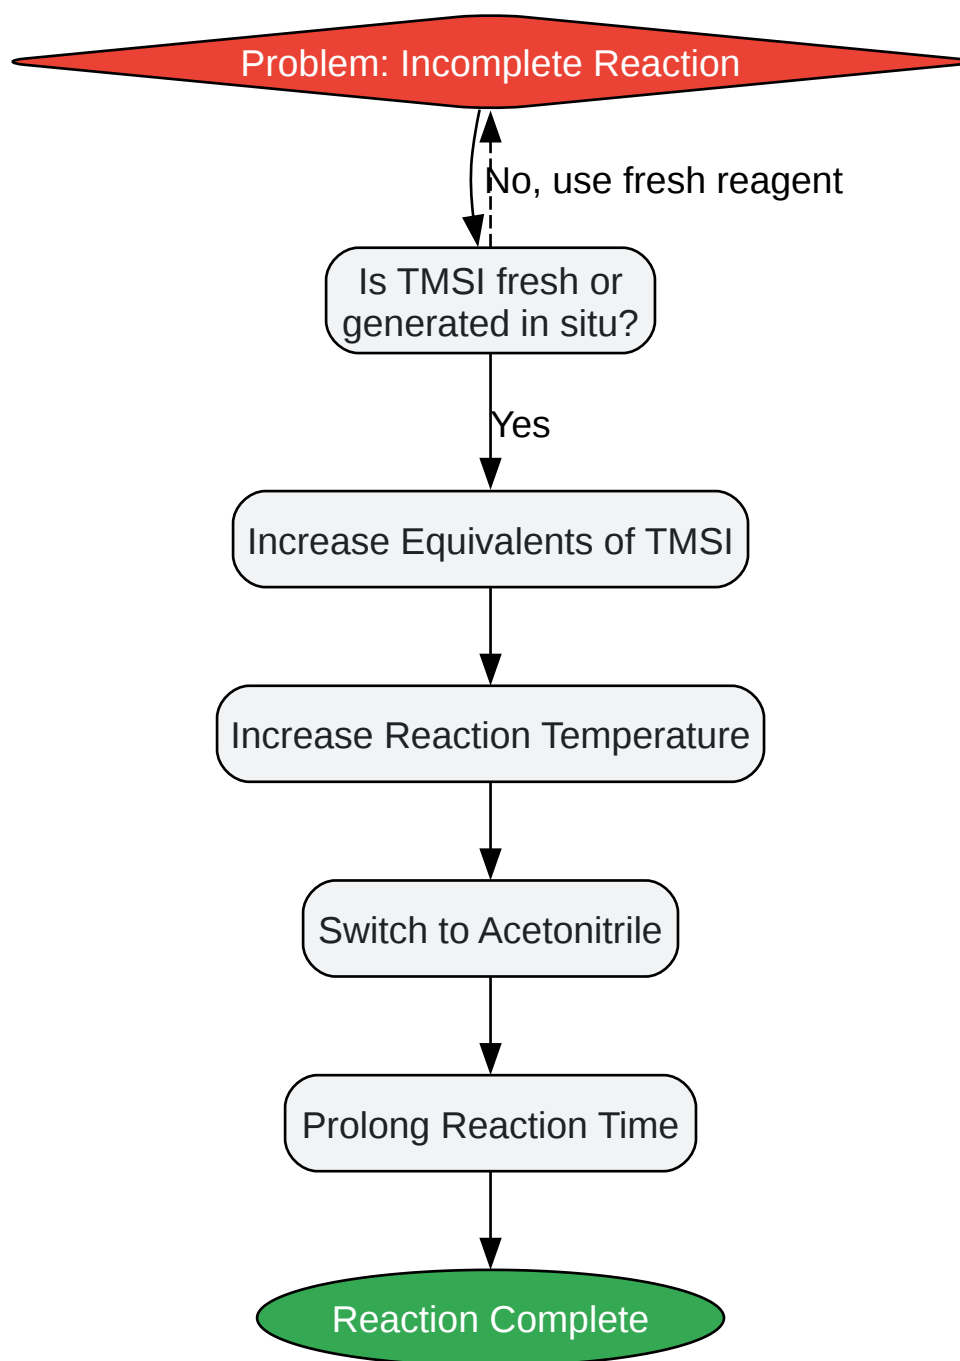 Problem: Incomplete Reaction
No, use fresh reagent
Is TMSI fresh or
generated in situ?
Yes
Increase Equivalents of TMSI
Increase Reaction Temperature
Switch to Acetonitrile
Prolong Reaction Time
Reaction Complete